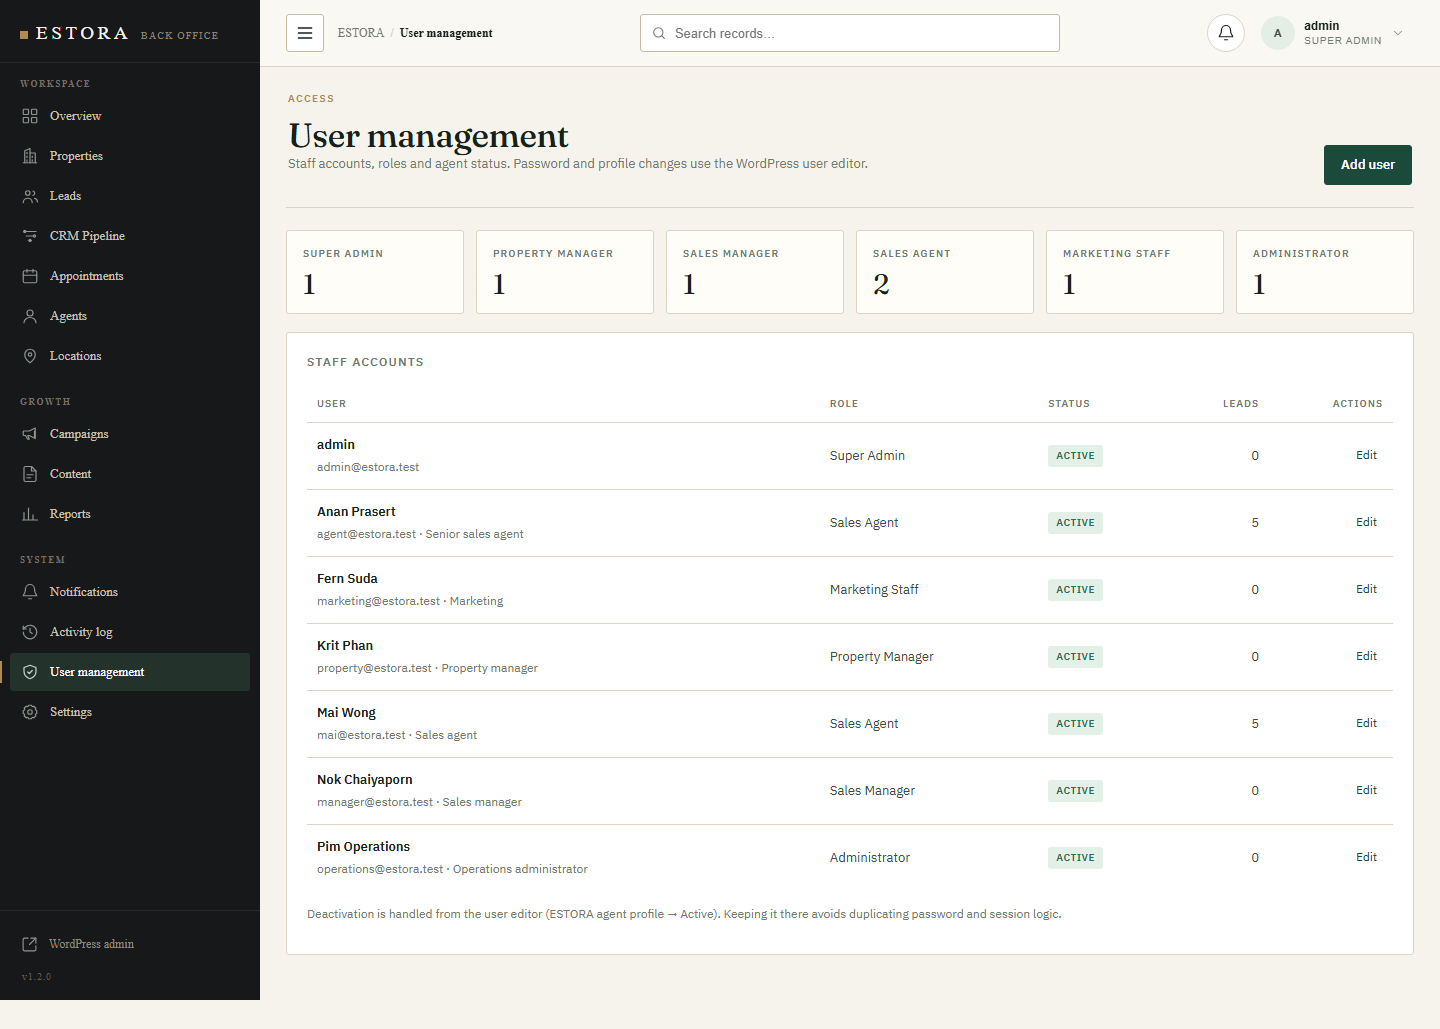 ESTORA BACK OFFICE
WORKSPACE
Overview
Properties
Leads
CRM Pipeline
Appointments
Agents
Locations
GROWTH
Campaigns
Content
Reports
SYSTEM
Notifications
Activity log
User management
Settings
WordPress admin
v1.2.0
ESTORA / User management
Search records...
A
admin
SUPER ADMIN
ACCESS
User management
Staff accounts, roles and agent status. Password and profile changes use the WordPress user editor.
Add user
SUPER ADMIN
1
PROPERTY MANAGER
1
SALES MANAGER
1
SALES AGENT
2
MARKETING STAFF
1
ADMINISTRATOR
1
STAFF ACCOUNTS
USER ROLE STATUS LEADS ACTIONS
admin
admin@estora.test
Super Admin ACTIVE 0 Edit
Anan Prasert
agent@estora.test · Senior sales agent
Sales Agent ACTIVE 5 Edit
Fern Suda
marketing@estora.test · Marketing
Marketing Staff ACTIVE 0 Edit
Krit Phan
property@estora.test · Property manager
Property Manager ACTIVE 0 Edit
Mai Wong
mai@estora.test · Sales agent
Sales Agent ACTIVE 5 Edit
Nok Chaiyaporn
manager@estora.test · Sales manager
Sales Manager ACTIVE 0 Edit
Pim Operations
operations@estora.test · Operations administrator
Administrator ACTIVE 0 Edit
Deactivation is handled from the user editor (ESTORA agent profile → Active). Keeping it there avoids duplicating password and session logic.